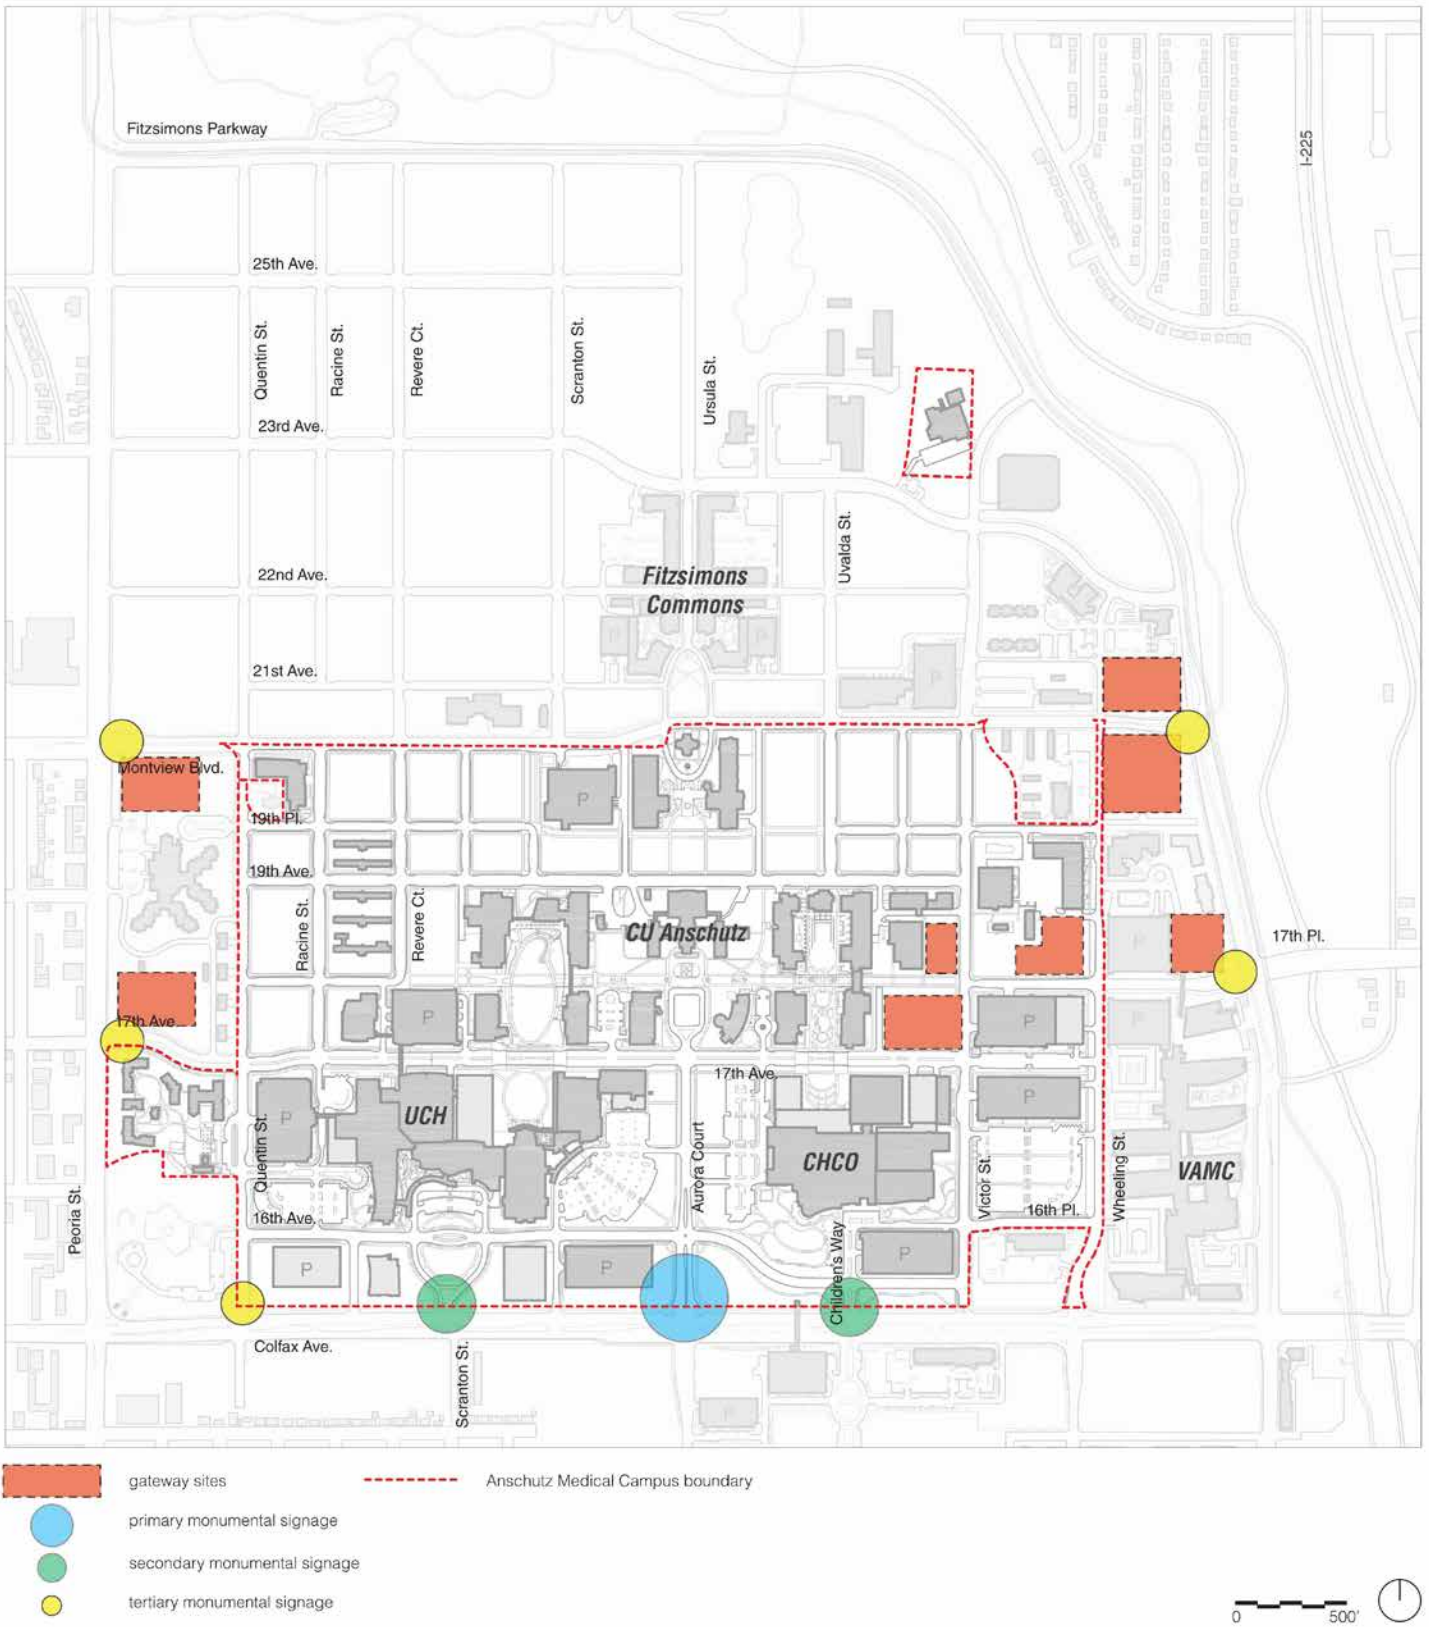 Fitzsimons Parkway
I-225
25th Ave.
Quentin St.
Racine St.
Revere Ct.
Scranton St.
Ursula St.
23rd Ave.
Uvalda St.
22nd Ave.
Fitzsimons
Commons
P
P
21st Ave.
P
Montview Blvd.
P
19th Pl.
19th Ave.
Racine St.
Revere Ct.
CU Anschutz
P
17th Pl.
17th Ave.
P
P
P
17th Ave.
P
UCH
P
Quentin St.
Aurora Court
CHCO
Victor St.
Wheeling St.
VAMC
Peoria St.
16th Ave.
16th Pl.
P
P
Children's Way
P
Colfax Ave.
Scranton St.
P
gateway sites
Anschutz Medical Campus boundary
primary monumental signage
secondary monumental signage
tertiary monumental signage
0 500'